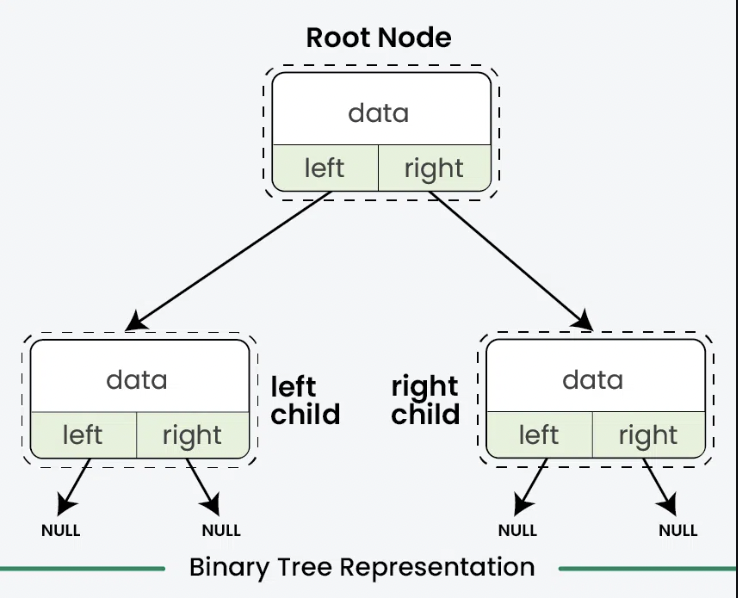 Root Node
data
left right
data
left right
left
child
right
child
data
left right
NULL NULL NULL NULL
Binary Tree Representation